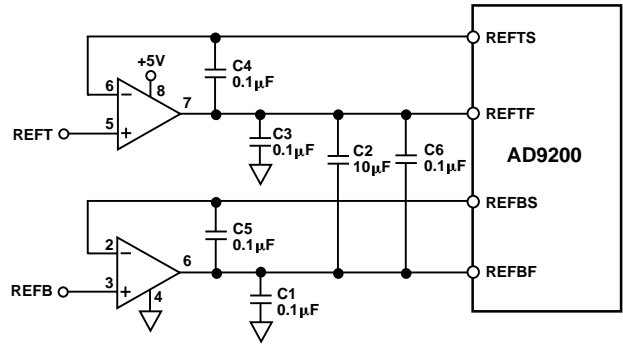 REFTS
+5V
C4
0.1µF
6
8
–
7
REFTF
5
+
REFT
C3
0.1µF
C2
10µF
C6
0.1µF
AD9200
REFBS
C5
0.1µF
2
–
6
REFBF
3
+
REFB
4
C1
0.1µF